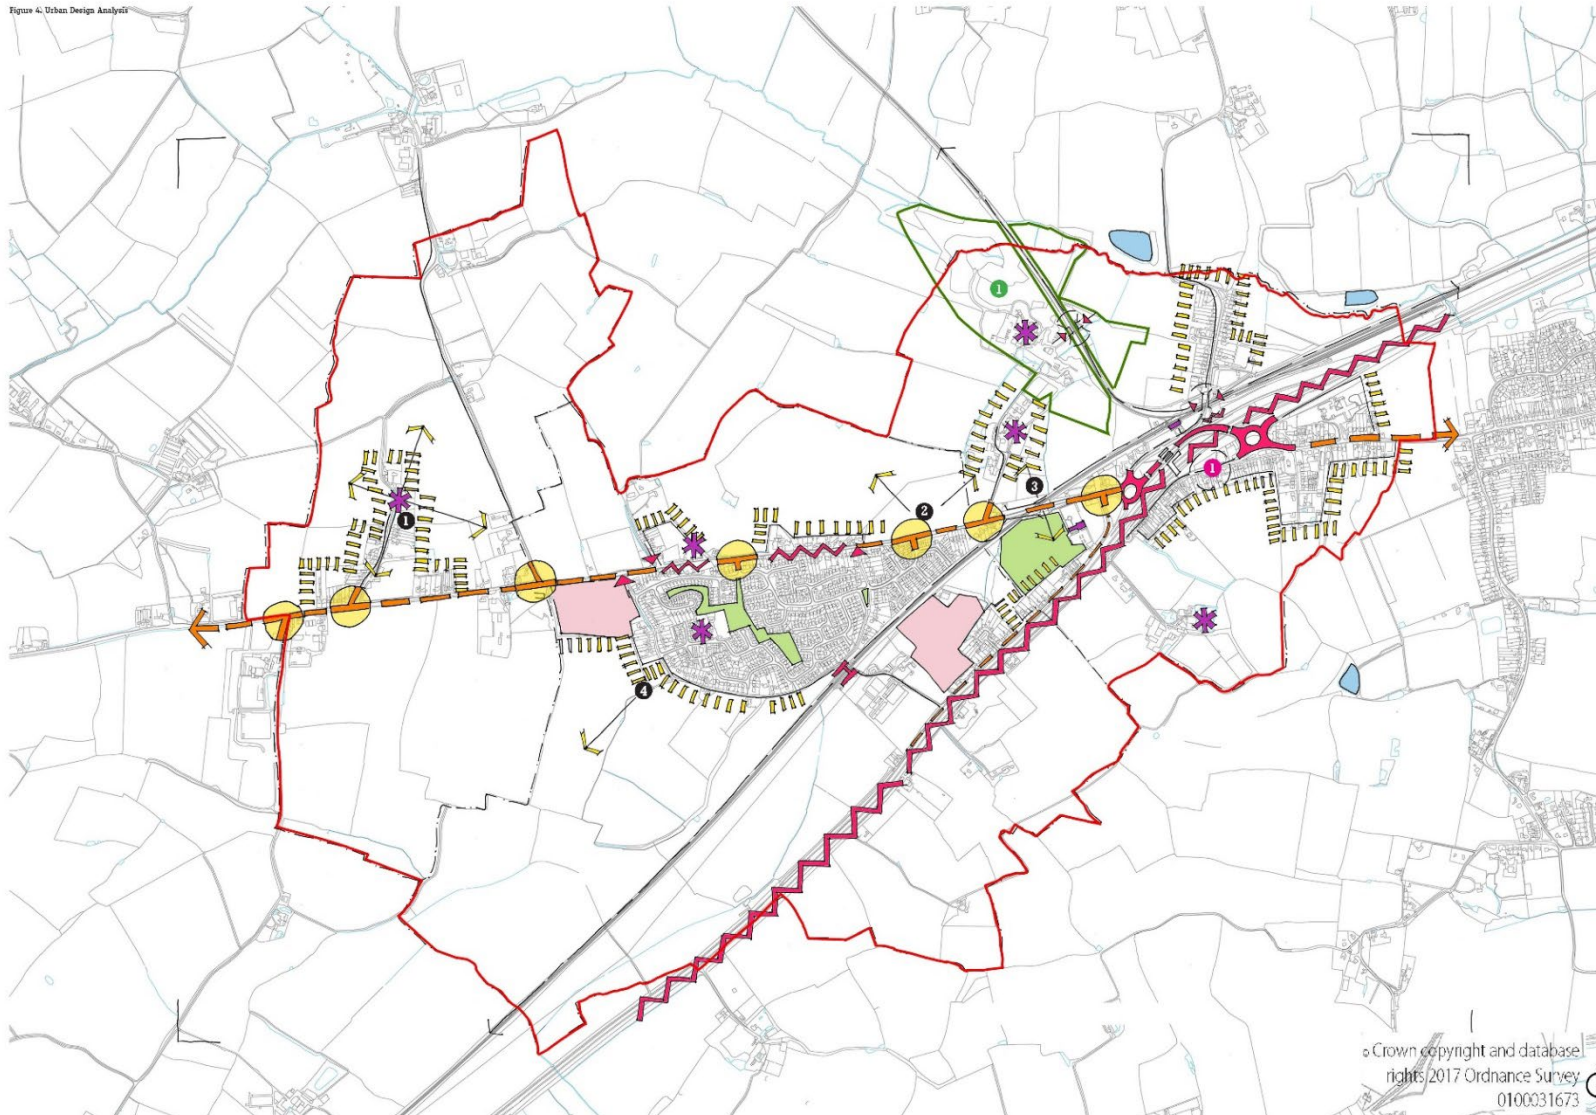 Figure 4: Urban Design Analysis
1
1
1
2
3
1
4
© Crown copyright and database
rights 2017 Ordnance Survey
0100031673